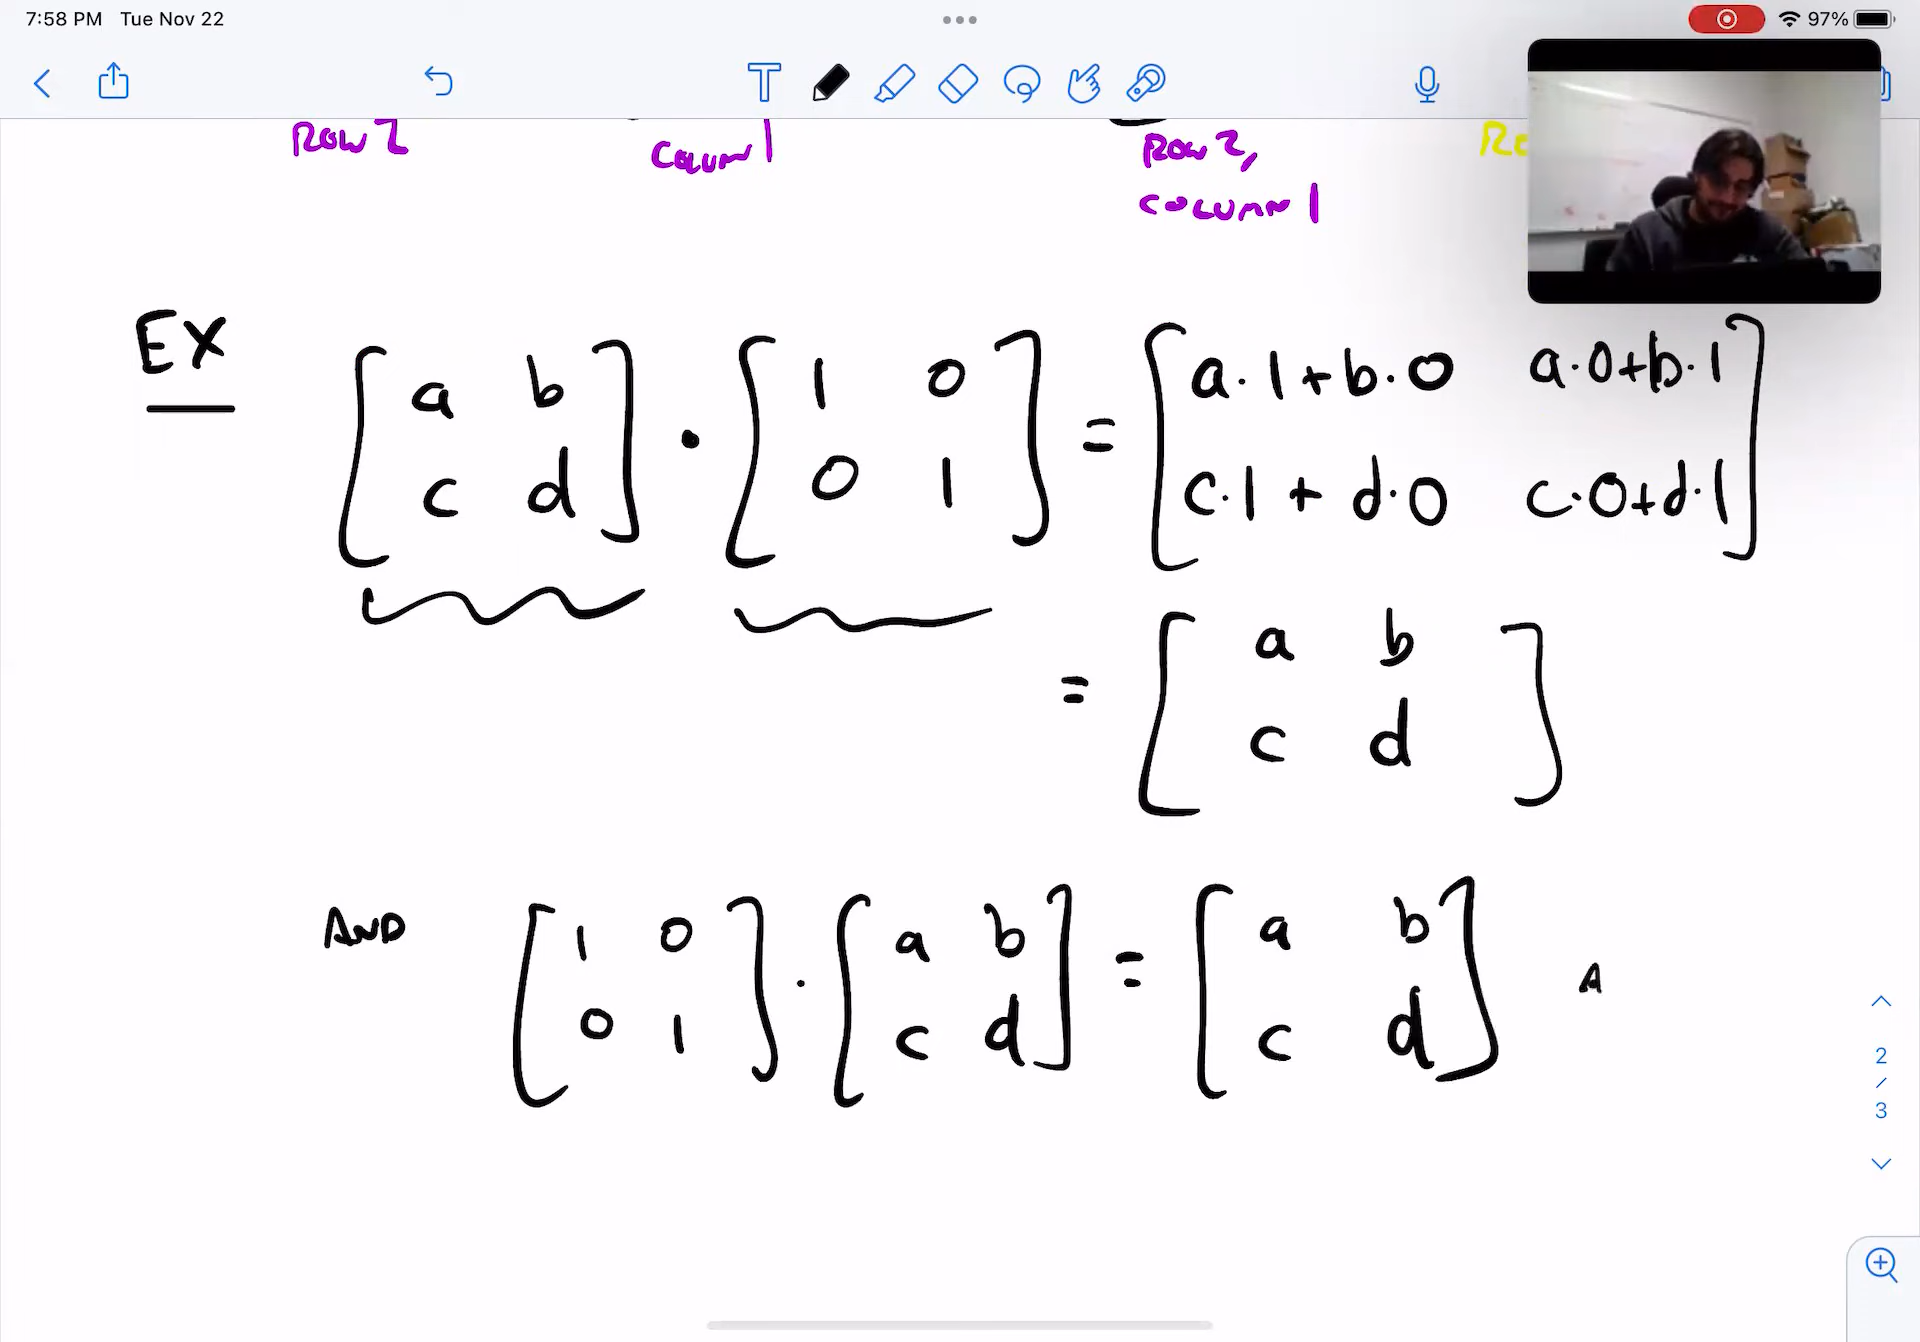 7:58 PM Tue Nov 22
97%
ROW 2 COLUMN 1 ROW 2,
COLUMN 1
EX
[ a b ] · [ 1 0 ] = [ a·1+b·0 a·0+b·1 ]
[ c d ] [ 0 1 ] [ c·1+d·0 c·0+d·1 ]
= [ a b ]
[ c d ]
AND [ 1 0 ] · [ a b ] = [ a b ]
[ 0 1 ] [ c d ] [ c d ] A
2
/
3